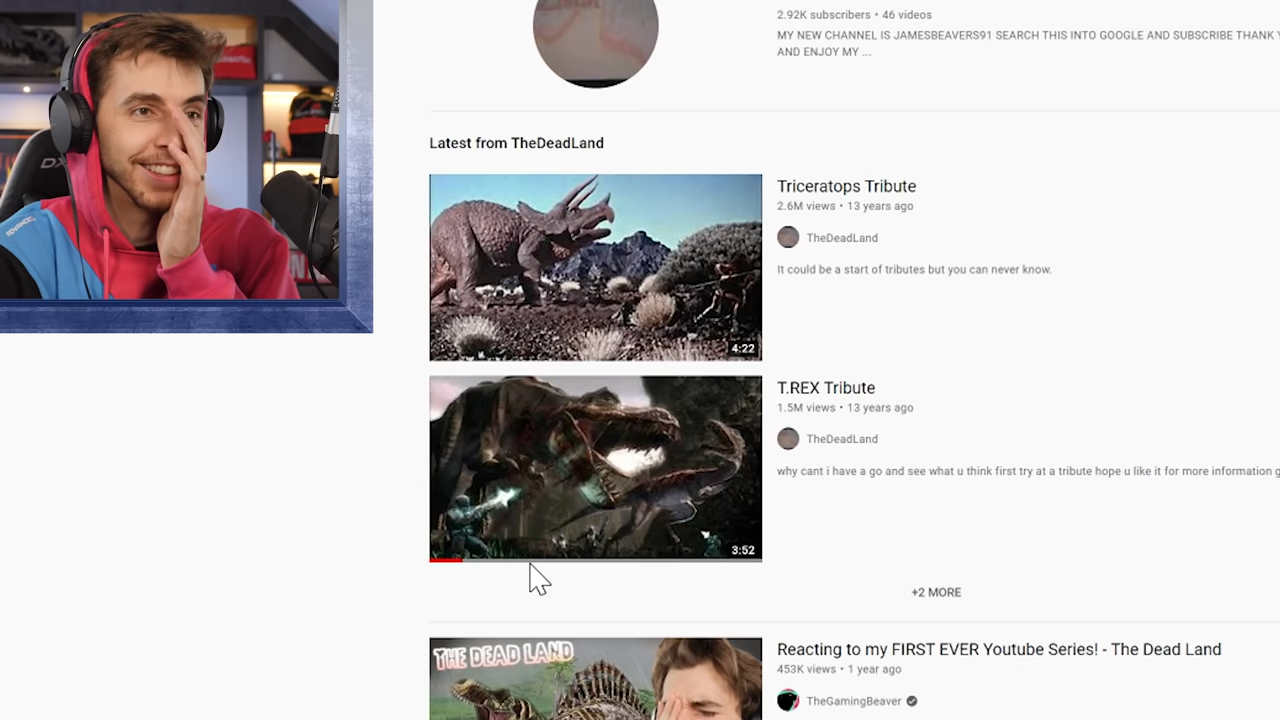 2.92K subscribers • 46 videos
MY NEW CHANNEL IS JAMESBEAVERS91 SEARCH THIS INTO GOOGLE AND SUBSCRIBE THANK
AND ENJOY MY ...
Latest from TheDeadLand
4:22
Triceratops Tribute
2.6M views • 13 years ago
TheDeadLand
It could be a start of tributes but you can never know.
3:52
T.REX Tribute
1.5M views • 13 years ago
TheDeadLand
why cant i have a go and see what u think first try at a tribute hope u like it for more information
+2 MORE
THE DEAD LAND
Reacting to my FIRST EVER Youtube Series! - The Dead Land
453K views • 1 year ago
TheGamingBeaver